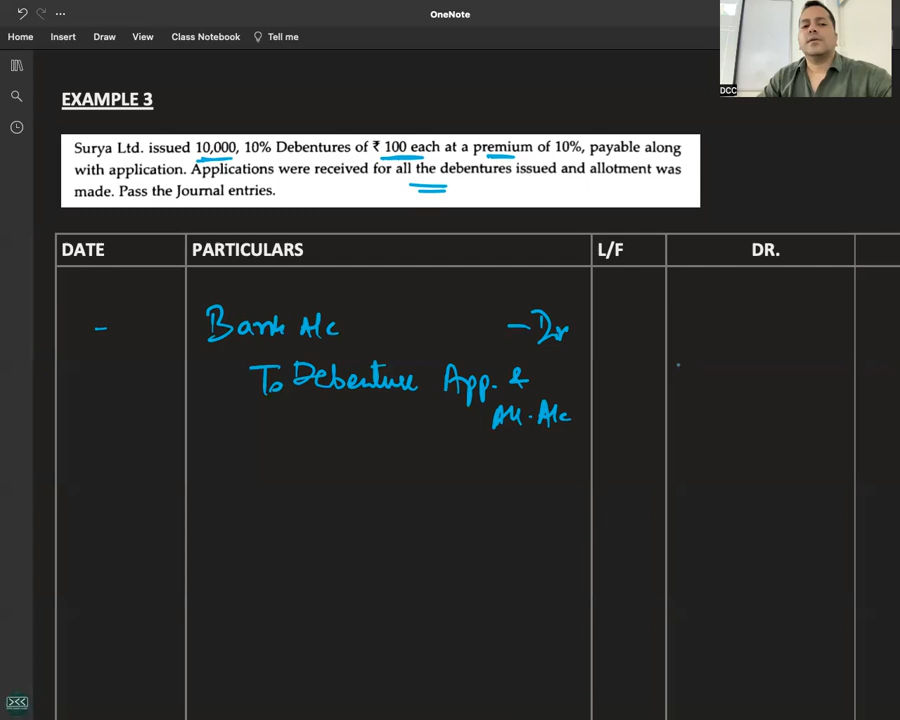 OneNote
Home Insert Draw View Class Notebook Tell me
DCC
EXAMPLE 3
Surya Ltd. issued 10,000, 10% Debentures of ₹ 100 each at a premium of 10%, payable along
with application. Applications were received for all the debentures issued and allotment was
made. Pass the Journal entries.
DATE PARTICULARS L/F DR.
- Bank A/c - Dr
To Debenture App. &
All. A/c
DCC